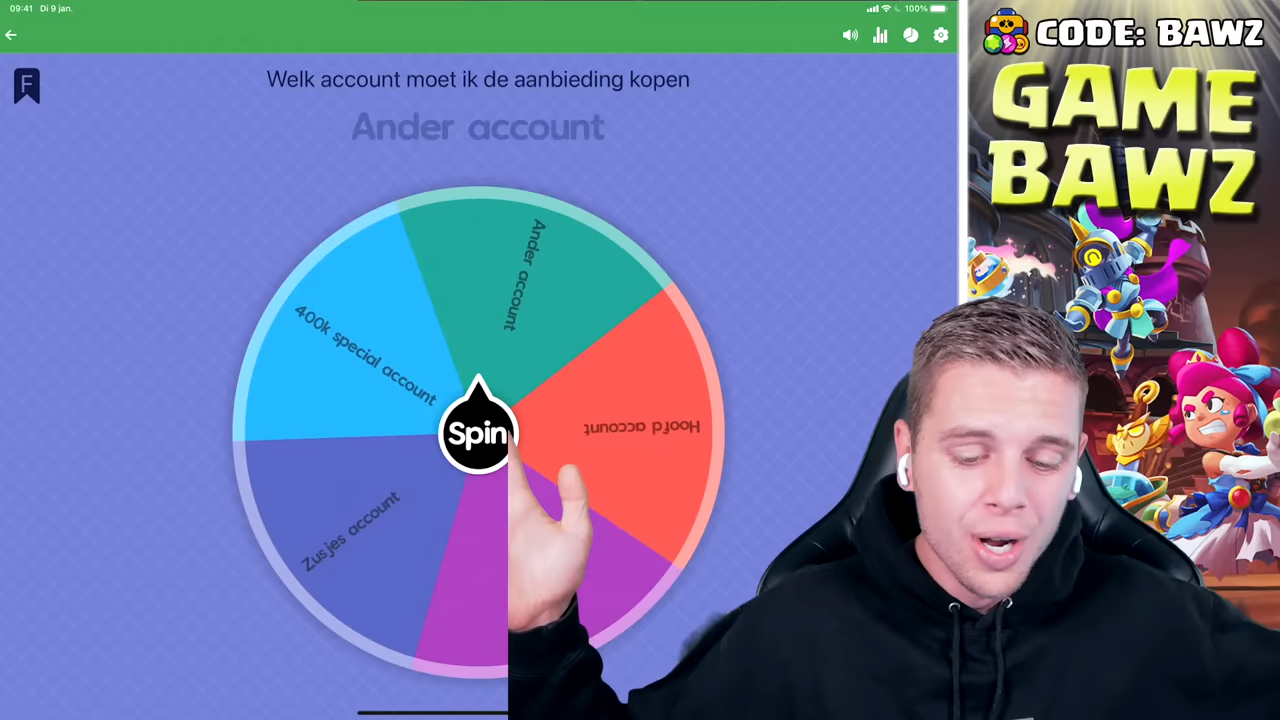 09:41 Di 9 jan.
100%
CODE: BAWZ
GAME
BAWZ
F
Welk account moet ik de aanbieding kopen
Ander account
Ander account
400k special account
Hoofd account
Spin
Zusjes account